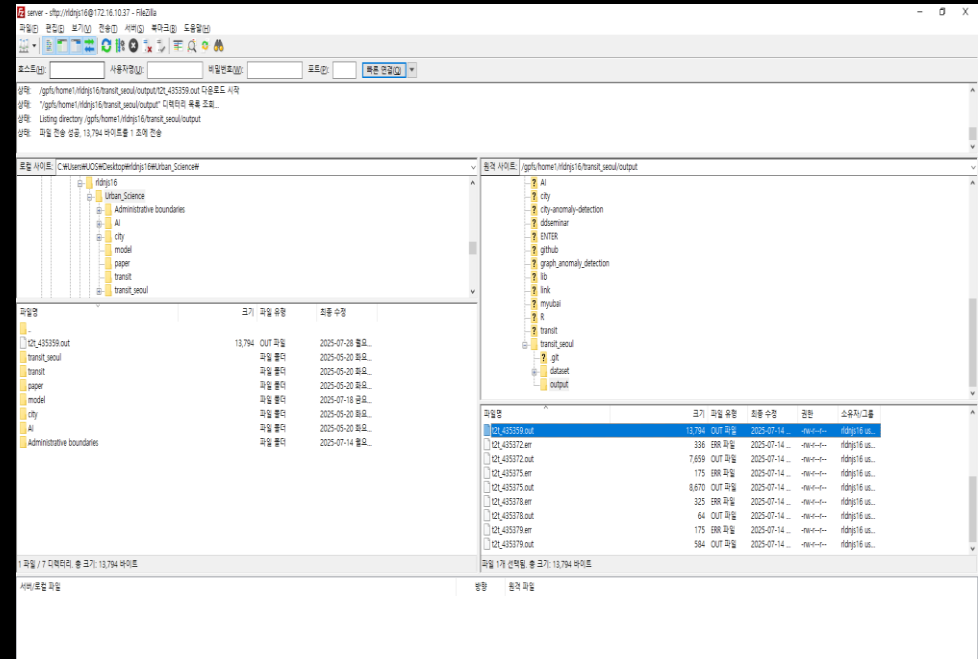 server - sftp://rldnjs16@172.16.10.37 - FileZilla
파일(F) 편집(E) 보기(V) 전송(T) 서버(S) 북마크(B) 도움말(H)
호스트(H): 사용자명(U): 비밀번호(W): 포트(P): 빠른 연결(Q)
상태: /gpfs/home1/rldnjs16/transit_seoul/output/t2t_435359.out 다운로드 시작
상태: "/gpfs/home1/rldnjs16/transit_seoul/output" 디렉터리 목록 조회...
상태: Listing directory /gpfs/home1/rldnjs16/transit_seoul/output
상태: 파일 전송 성공, 13,794 바이트를 1 초에 전송
로컬 사이트: C:₩Users₩UOS₩Desktop₩rldnjs16₩Urban_Science₩
rldnjs16
Urban_Science
Administrative boundaries
AI
city
model
paper
transit
transit_seoul
파일명 크기 파일 유형 최종 수정
..
t2t_435359.out 13,794 OUT 파일 2025-07-28 월요...
transit_seoul 파일 폴더 2025-05-20 화요...
transit 파일 폴더 2025-05-20 화요...
paper 파일 폴더 2025-05-20 화요...
model 파일 폴더 2025-07-18 금요...
city 파일 폴더 2025-05-20 화요...
AI 파일 폴더 2025-05-20 화요...
Administrative boundaries 파일 폴더 2025-07-14 월요...
1 파일 / 7 디렉터리. 총 크기: 13,794 바이트
원격 사이트: /gpfs/home1/rldnjs16/transit_seoul/output
AI
city
city-anomaly-detection
ddseminar
ENTER
github
graph_anomaly_detection
lib
link
myubai
R
transit
transit_seoul
.git
dataset
output
파일명 크기 파일 유형 최종 수정 권한 소유자/그룹
t2t_435359.out 13,794 OUT 파일 2025-07-14 ... -rw-r--r-- rldnjs16 us...
t2t_435372.err 336 ERR 파일 2025-07-14 ... -rw-r--r-- rldnjs16 us...
t2t_435372.out 7,659 OUT 파일 2025-07-14 ... -rw-r--r-- rldnjs16 us...
t2t_435375.err 175 ERR 파일 2025-07-14 ... -rw-r--r-- rldnjs16 us...
t2t_435375.out 8,670 OUT 파일 2025-07-14 ... -rw-r--r-- rldnjs16 us...
t2t_435378.err 325 ERR 파일 2025-07-14 ... -rw-r--r-- rldnjs16 us...
t2t_435378.out 64 OUT 파일 2025-07-14 ... -rw-r--r-- rldnjs16 us...
t2t_435379.err 175 ERR 파일 2025-07-14 ... -rw-r--r-- rldnjs16 us...
t2t_435379.out 584 OUT 파일 2025-07-14 ... -rw-r--r-- rldnjs16 us...
파일 1개 선택됨. 총 크기: 13,794 바이트
서버/로컬 파일 방향 원격 파일